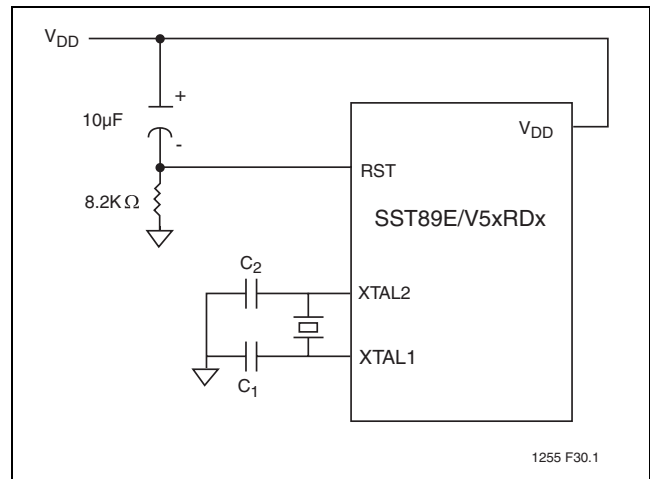 VDD
+
10µF
-
8.2KΩ
VDD
RST
SST89E/V5xRDx
C2
XTAL2
XTAL1
C1
1255 F30.1